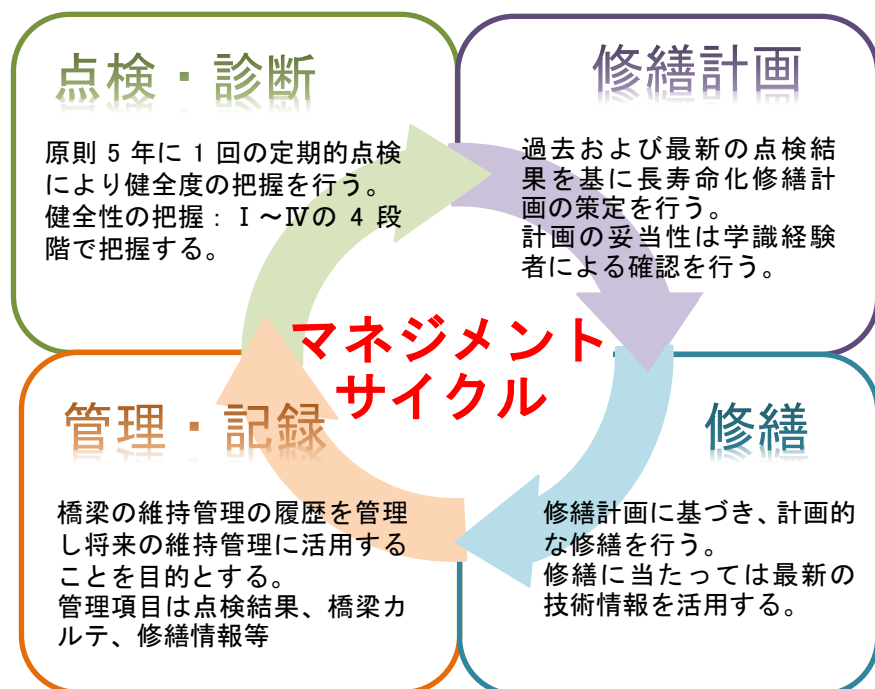 点検・診断
原則 5 年に 1 回の定期的点検
により健全度の把握を行う。
健全性の把握： Ⅰ～Ⅳの 4 段
階で把握する。
修繕計画
過去および最新の点検結
果を基に長寿命化修繕計
画の策定を行う。
計画の妥当性は学識経験
者による確認を行う。
マネジメント
サイクル
管理・記録
橋梁の維持管理の履歴を管理
し将来の維持管理に活用する
ことを目的とする。
管理項目は点検結果、橋梁カ
ルテ、修繕情報等
修繕
修繕計画に基づき、計画的
な修繕を行う。
修繕に当たっては最新の
技術情報を活用する。